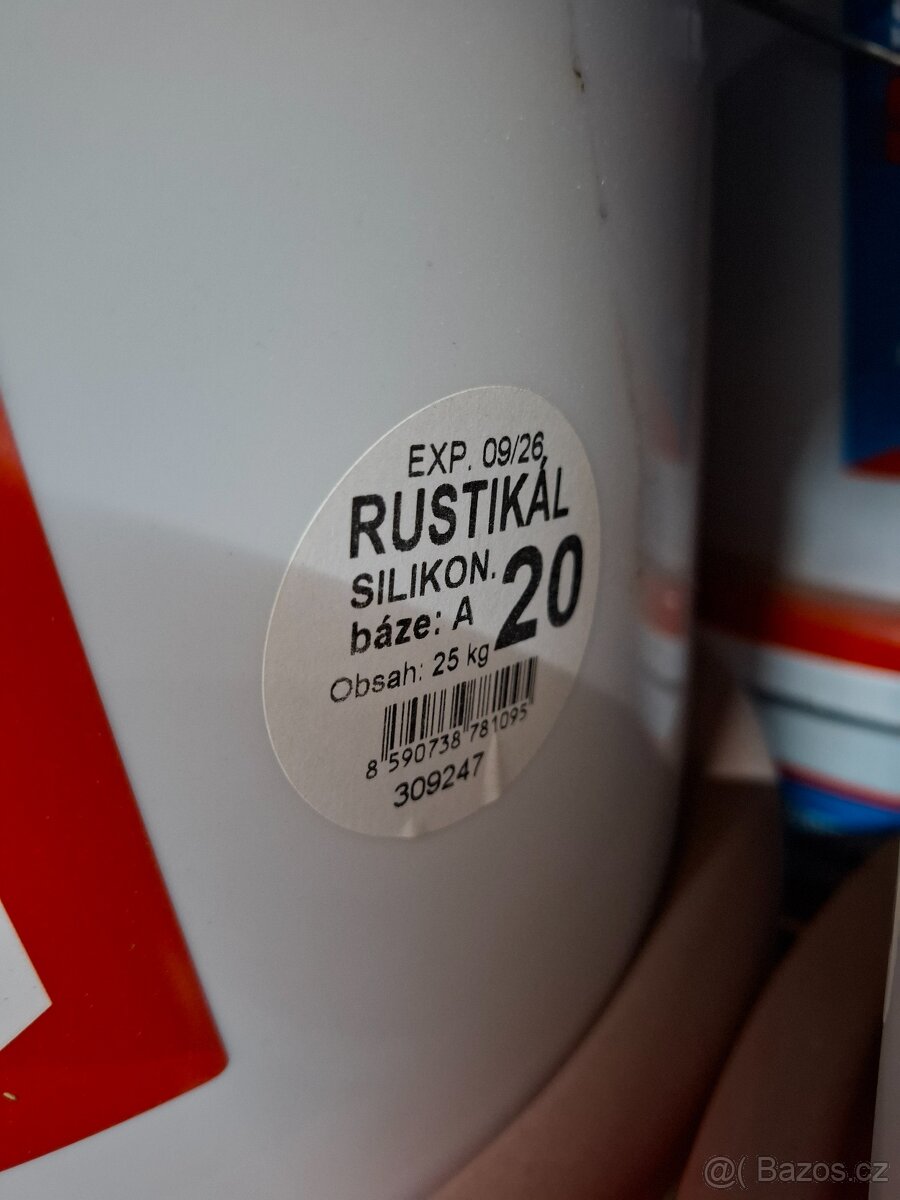 EXP. 09/26
RUSTIKÁL
SILIKON. 20
báze: A
Obsah: 25 kg
8 590738 781095
309247
@( Bazos.cz